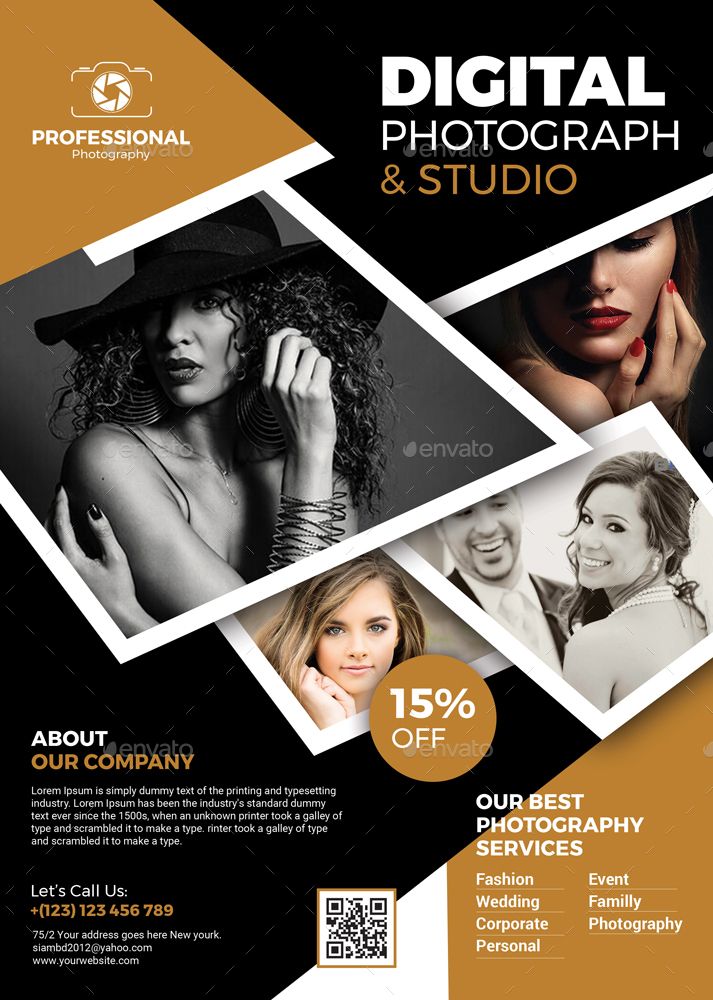 PROFESSIONAL
Photography
DIGITAL
PHOTOGRAPH
& STUDIO
envato
envato
envato
envato
envato
15%
OFF
ABOUT
OUR COMPANY
Lorem Ipsum is simply dummy text of the printing and typesetting
industry. Lorem Ipsum has been the industry's standard dummy text
ever since the 1500s, when an unknown printer took a galley of
type and scrambled it to make a type. rinter took a galley of type
and scrambled it to make a type.
Let's Call Us:
+(123) 123 456 789
75/2 Your address goes here New yourk.
siambd2012@yahoo.com
www.yourwebsite.com
OUR BEST
PHOTOGRAPHY
SERVICES
Fashion
Wedding
Corporate
Personal
Event
Familly
Photography